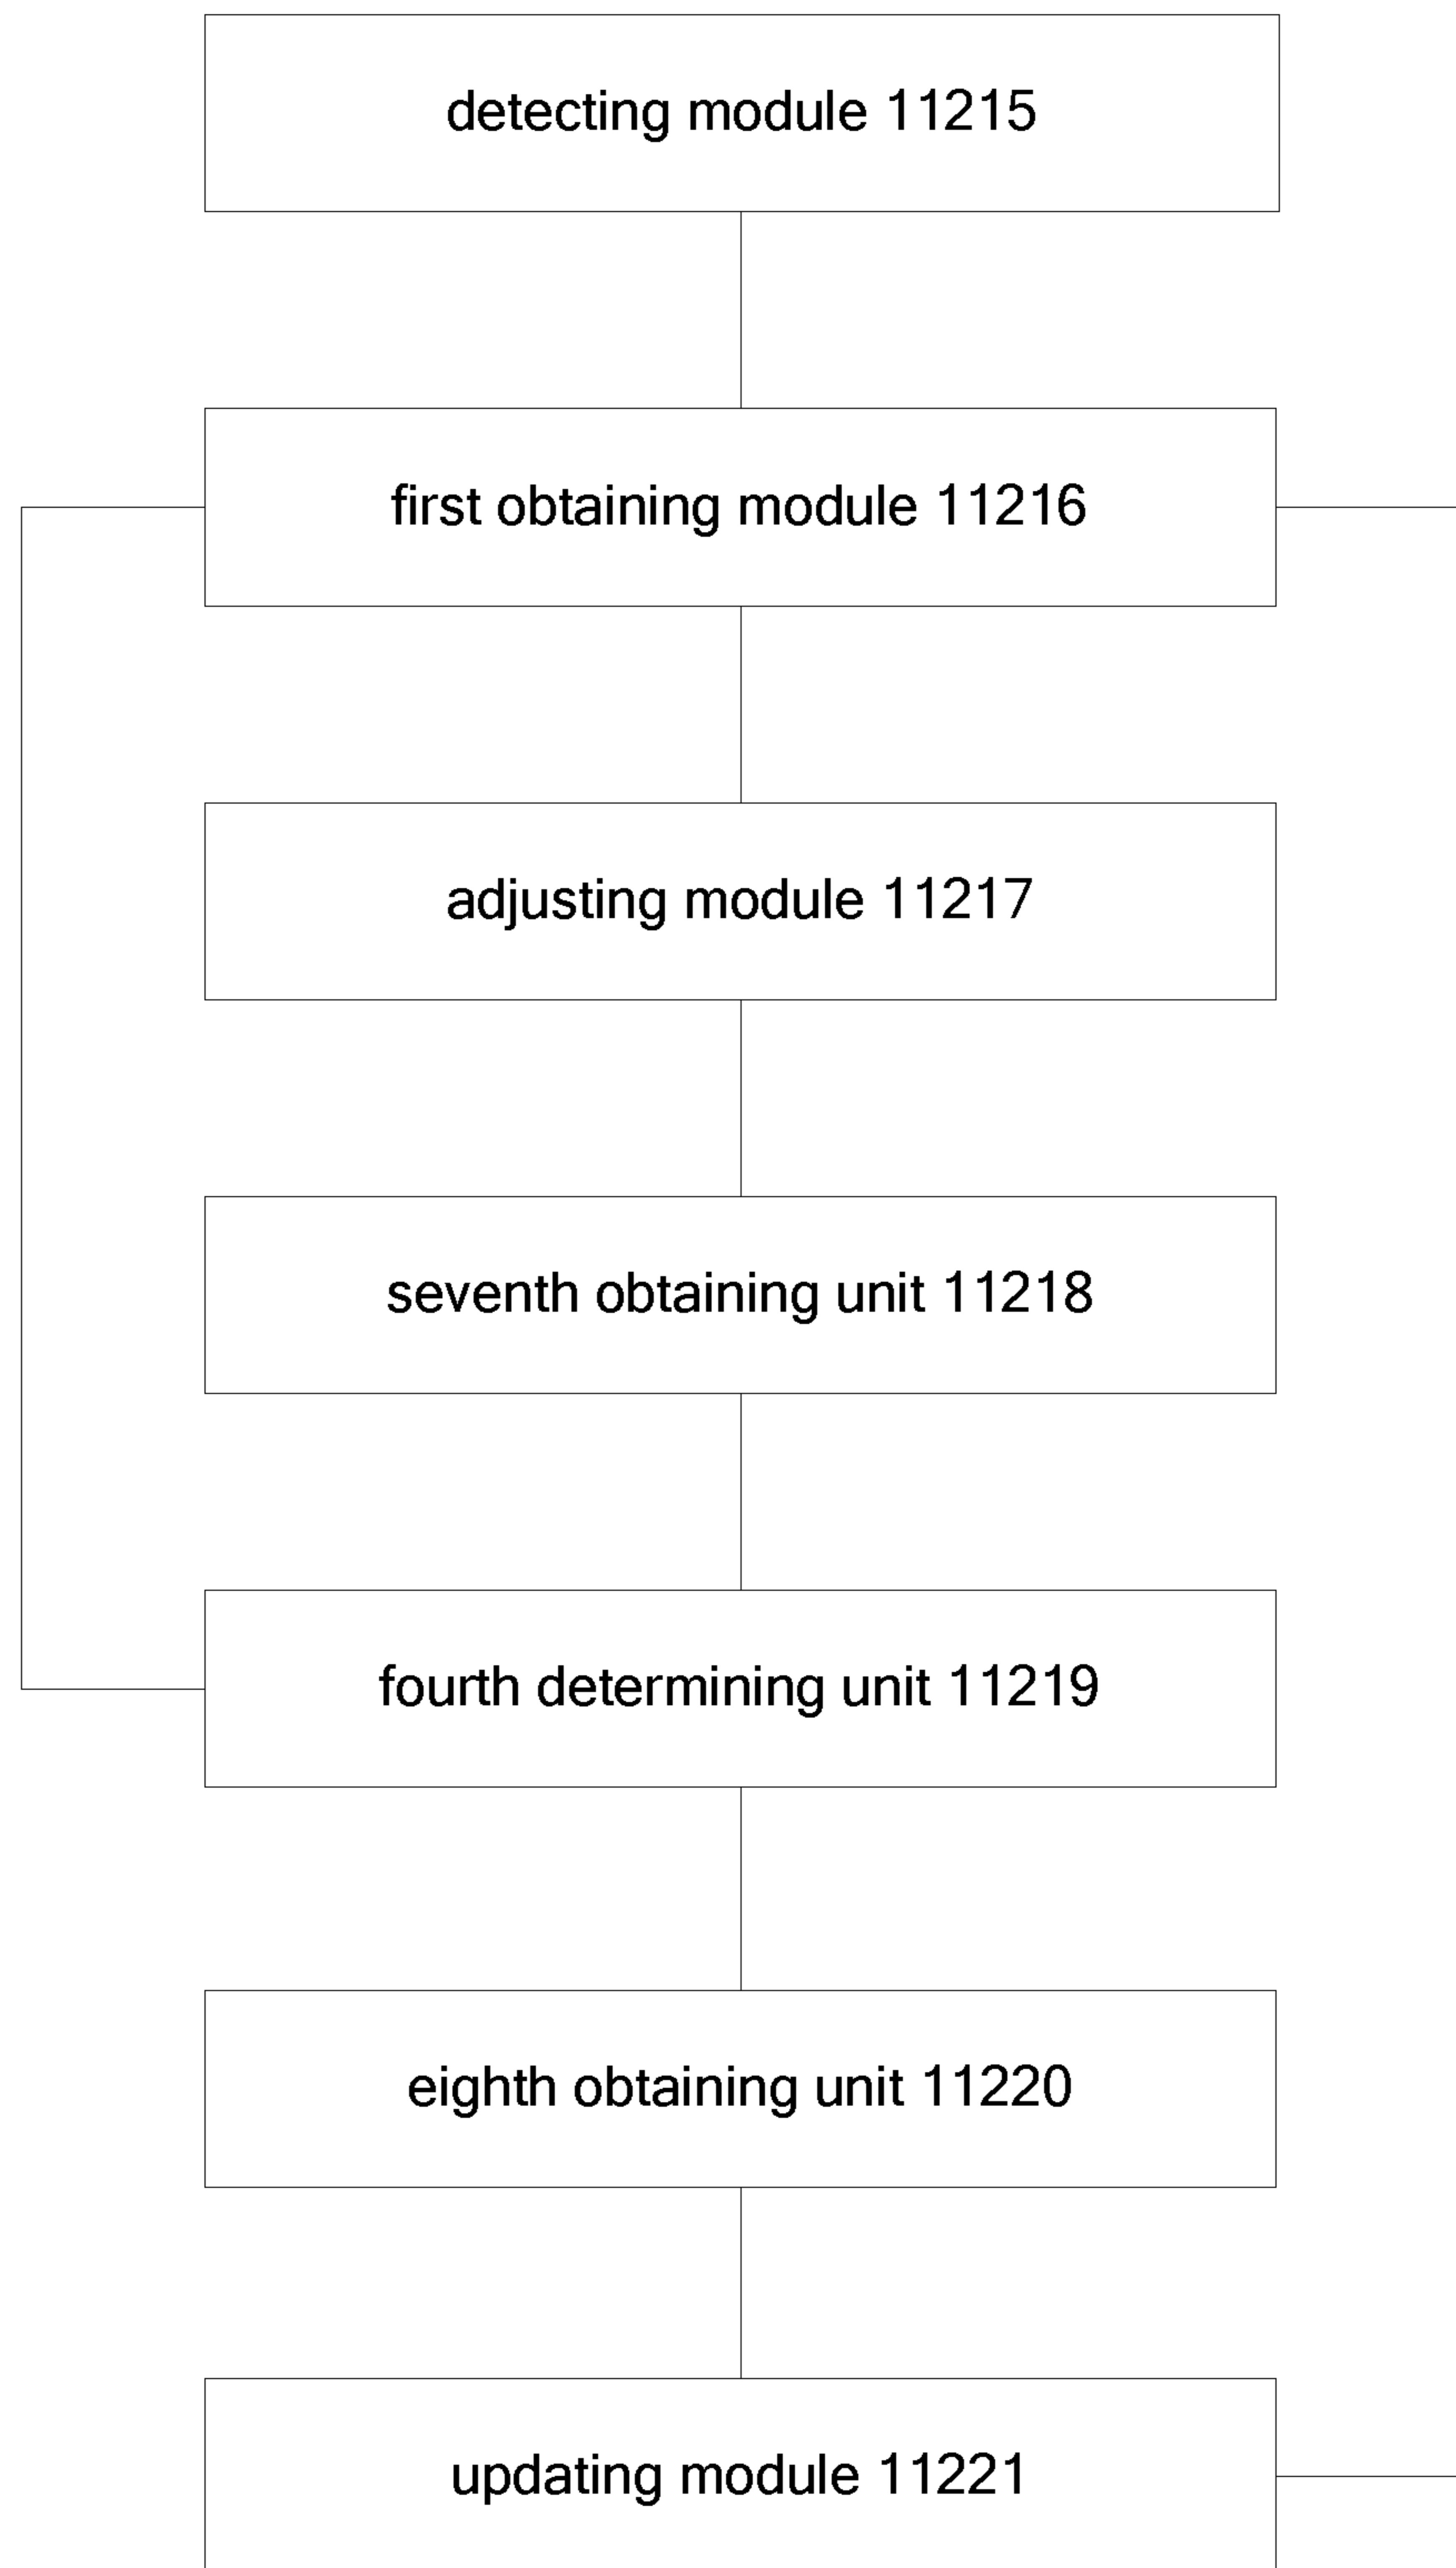 detecting module 11215
first obtaining module 11216
adjusting module 11217
seventh obtaining unit 11218
fourth determining unit 11219
eighth obtaining unit 11220
updating module 11221